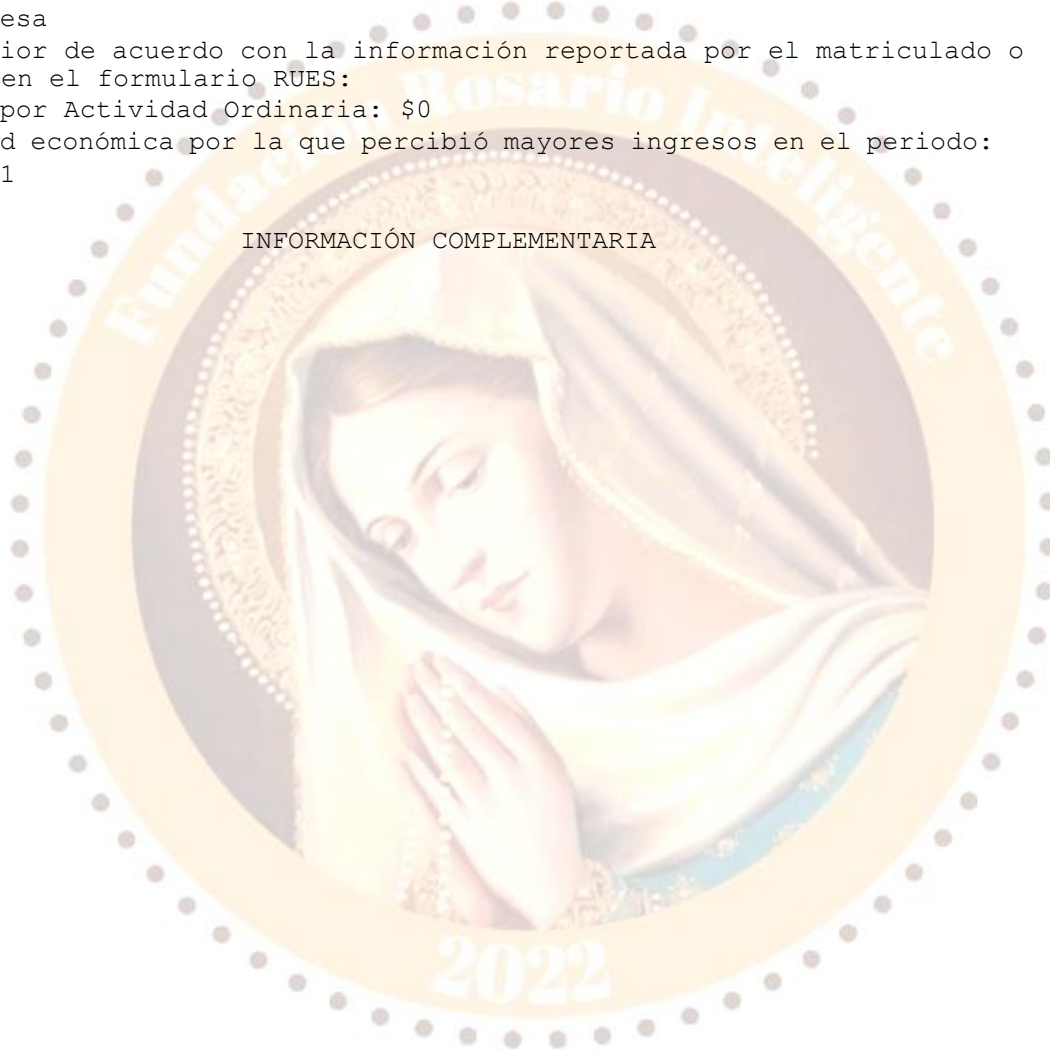 esa
ior de acuerdo con la información reportada por el matriculado o
en el formulario RUES:
por Actividad Ordinaria: $0
d económica por la que percibió mayores ingresos en el periodo:
1
INFORMACIÓN COMPLEMENTARIA
Fundación Rosario Inteligente
2022